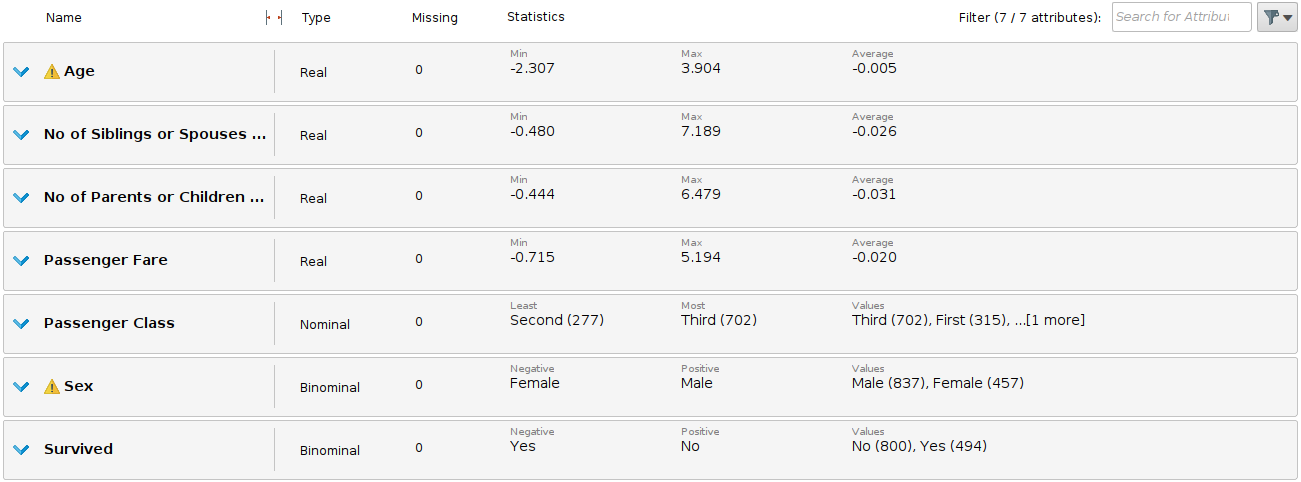 Name Type Missing Statistics Filter (7 / 7 attributes): Search for Attribut
Min Max Average
Age Real 0 -2.307 3.904 -0.005
Min Max Average
No of Siblings or Spouses ... Real 0 -0.480 7.189 -0.026
Min Max Average
No of Parents or Children ... Real 0 -0.444 6.479 -0.031
Min Max Average
Passenger Fare Real 0 -0.715 5.194 -0.020
Least Most Values
Passenger Class Nominal 0 Second (277) Third (702) Third (702), First (315), ...[1 more]
Negative Positive Values
Sex Binominal 0 Female Male Male (837), Female (457)
Negative Positive Values
Survived Binominal 0 Yes No No (800), Yes (494)